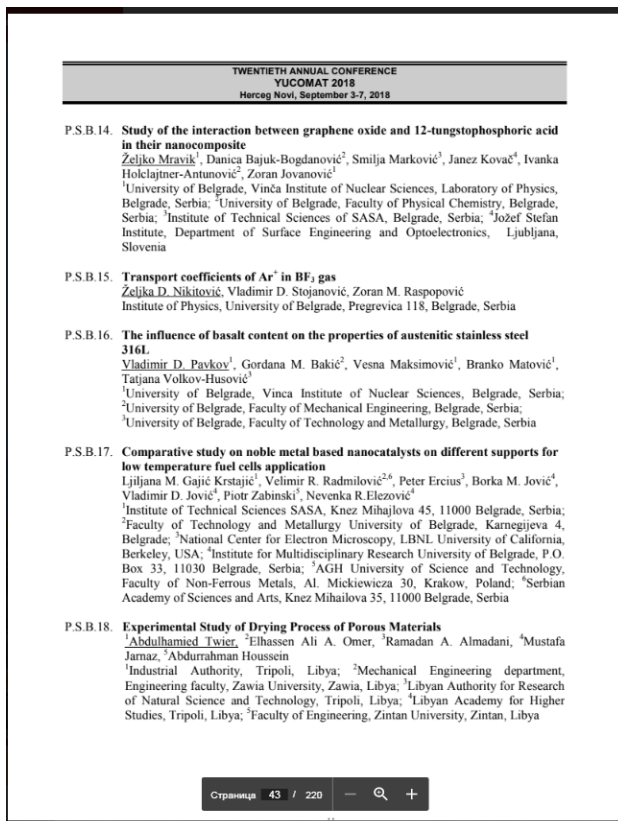 TWENTIETH ANNUAL CONFERENCE
YUCOMAT 2018
Herceg Novi, September 3-7, 2018
P.S.B.14. Study of the interaction between graphene oxide and 12-tungstophosphoric acid
in their nanocomposite
Željko Mravik¹, Danica Bajuk-Bogdanović², Smilja Marković³, Janez Kovač⁴, Ivanka
Holclajtner-Antunović², Zoran Jovanović¹
¹University of Belgrade, Vinča Institute of Nuclear Sciences, Laboratory of Physics,
Belgrade, Serbia; ²University of Belgrade, Faculty of Physical Chemistry, Belgrade,
Serbia; ³Institute of Technical Sciences of SASA, Belgrade, Serbia; ⁴Jožef Stefan
Institute, Department of Surface Engineering and Optoelectronics, Ljubljana,
Slovenia
P.S.B.15. Transport coefficients of Ar⁺ in BF₃ gas
Željka D. Nikitović, Vladimir D. Stojanović, Zoran M. Raspopović
Institute of Physics, University of Belgrade, Pregrevica 118, Belgrade, Serbia
P.S.B.16. The influence of basalt content on the properties of austenitic stainless steel
316L
Vladimir D. Pavkov¹, Gordana M. Bakić², Vesna Maksimović¹, Branko Matović¹,
Tatjana Volkov-Husović³
¹University of Belgrade, Vinca Institute of Nuclear Sciences, Belgrade, Serbia;
²University of Belgrade, Faculty of Mechanical Engineering, Belgrade, Serbia;
³University of Belgrade, Faculty of Technology and Metallurgy, Belgrade, Serbia
P.S.B.17. Comparative study on noble metal based nanocatalysts on different supports for
low temperature fuel cells application
Ljiljana M. Gajić Krstajić¹, Velimir R. Radmilović²,⁶, Peter Ercius³, Borka M. Jović⁴,
Vladimir D. Jović⁴, Piotr Zabinski⁵, Nevenka R.Elezović⁴
¹Institute of Technical Sciences SASA, Knez Mihajlova 45, 11000 Belgrade, Serbia;
²Faculty of Technology and Metallurgy University of Belgrade, Karnegijeva 4,
Belgrade; ³National Center for Electron Microscopy, LBNL University of California,
Berkeley, USA; ⁴Institute for Multidisciplinary Research University of Belgrade, P.O.
Box 33, 11030 Belgrade, Serbia; ⁵AGH University of Science and Technology,
Faculty of Non-Ferrous Metals, Al. Mickiewicza 30, Krakow, Poland; ⁶Serbian
Academy of Sciences and Arts, Knez Mihailova 35, 11000 Belgrade, Serbia
P.S.B.18. Experimental Study of Drying Process of Porous Materials
¹Abdulhamied Twier, ²Elhassen Ali A. Omer, ³Ramadan A. Almadani, ⁴Mustafa
Jarnaz, ⁵Abdurrahman Houssein
¹Industrial Authority, Tripoli, Libya; ²Mechanical Engineering department,
Engineering faculty, Zawia University, Zawia, Libya; ³Libyan Authority for Research
of Natural Science and Technology, Tripoli, Libya; ⁴Libyan Academy for Higher
Studies, Tripoli, Libya; ⁵Faculty of Engineering, Zintan University, Zintan, Libya
Страница 43 / 220